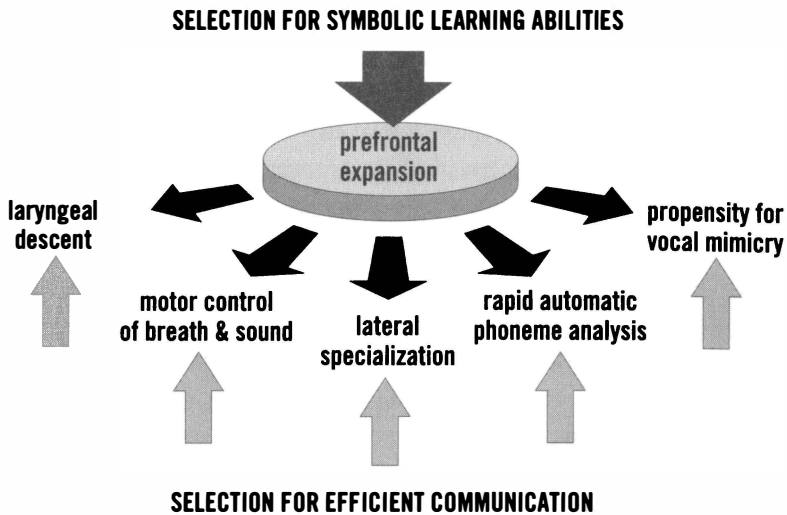 SELECTION FOR SYMBOLIC LEARNING ABILITIES
prefrontal
expansion
laryngeal
descent
motor control
of breath & sound
lateral
specialization
rapid automatic
phoneme analysis
propensity for
vocal mimicry
SELECTION FOR EFFICIENT COMMUNICATION